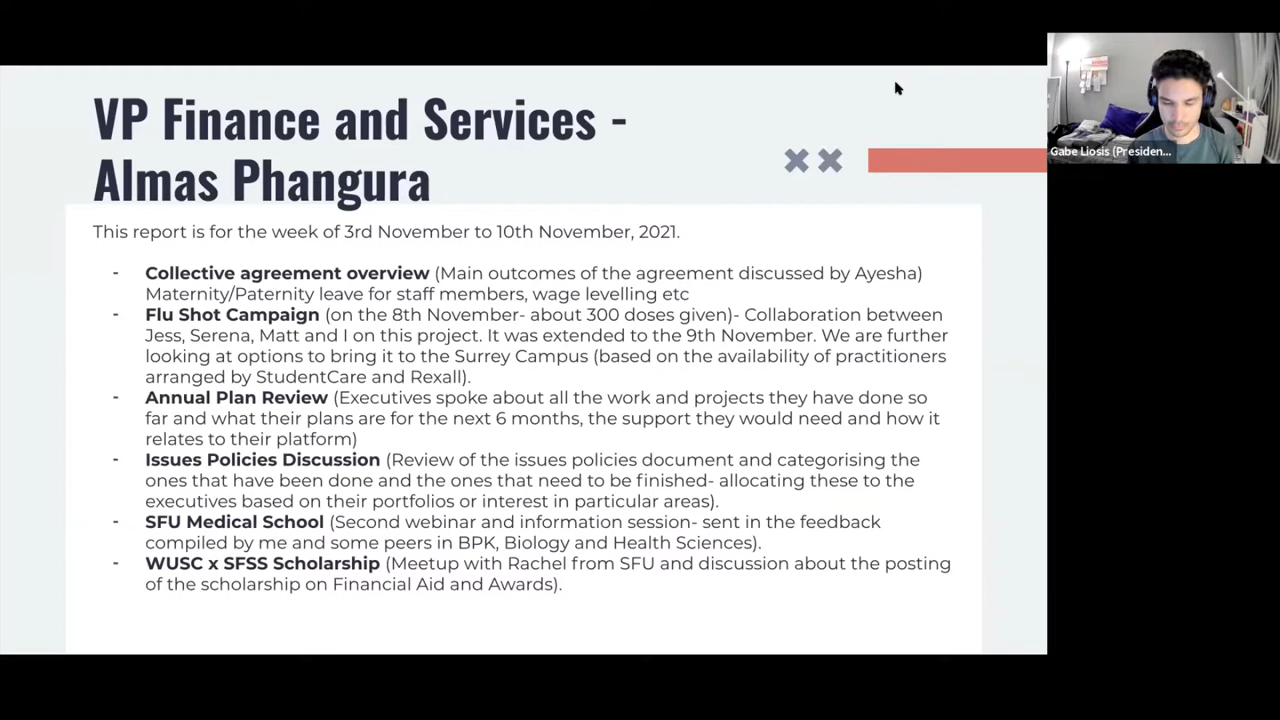 VP Finance and Services -
Almas Phangura
This report is for the week of 3rd November to 10th November, 2021.
- Collective agreement overview (Main outcomes of the agreement discussed by Ayesha)
Maternity/Paternity leave for staff members, wage levelling etc
- Flu Shot Campaign (on the 8th November- about 300 doses given)- Collaboration between
Jess, Serena, Matt and I on this project. It was extended to the 9th November. We are further
looking at options to bring it to the Surrey Campus (based on the availability of practitioners
arranged by StudentCare and Rexall).
- Annual Plan Review (Executives spoke about all the work and projects they have done so
far and what their plans are for the next 6 months, the support they would need and how it
relates to their platform)
- Issues Policies Discussion (Review of the issues policies document and categorising the
ones that have been done and the ones that need to be finished- allocating these to the
executives based on their portfolios or interest in particular areas).
- SFU Medical School (Second webinar and information session- sent in the feedback
compiled by me and some peers in BPK, Biology and Health Sciences).
- WUSC x SFSS Scholarship (Meetup with Rachel from SFU and discussion about the posting
of the scholarship on Financial Aid and Awards).
Gabe Liosis (Presiden...